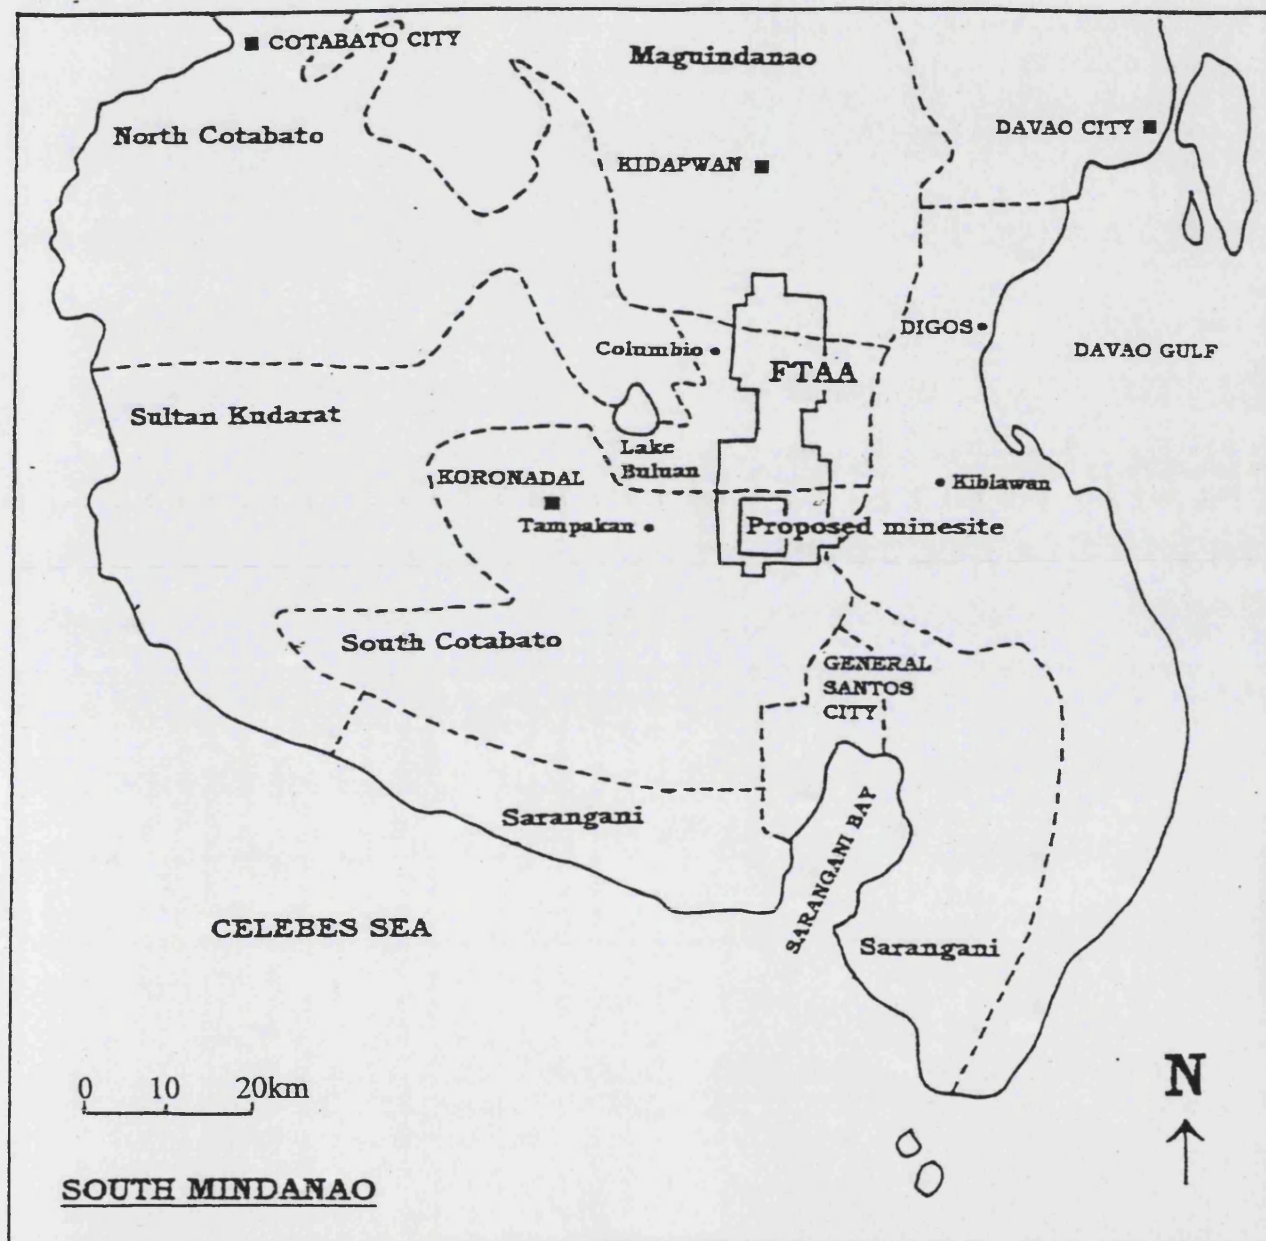 COTABATO CITY
Maguindanao
North Cotabato
DAVAO CITY
KIDAPWAN
DIGOS
Columbio
DAVAO GULF
FTAA
Sultan Kudarat
Lake
Buluan
KORONADAL
Kiblawan
Tampakan
Proposed minesite
South Cotabato
GENERAL
SANTOS
CITY
Sarangani
SARANGANI BAP
CELEBES SEA
Sarangani
0 10 20km
N
SOUTH MINDANAO